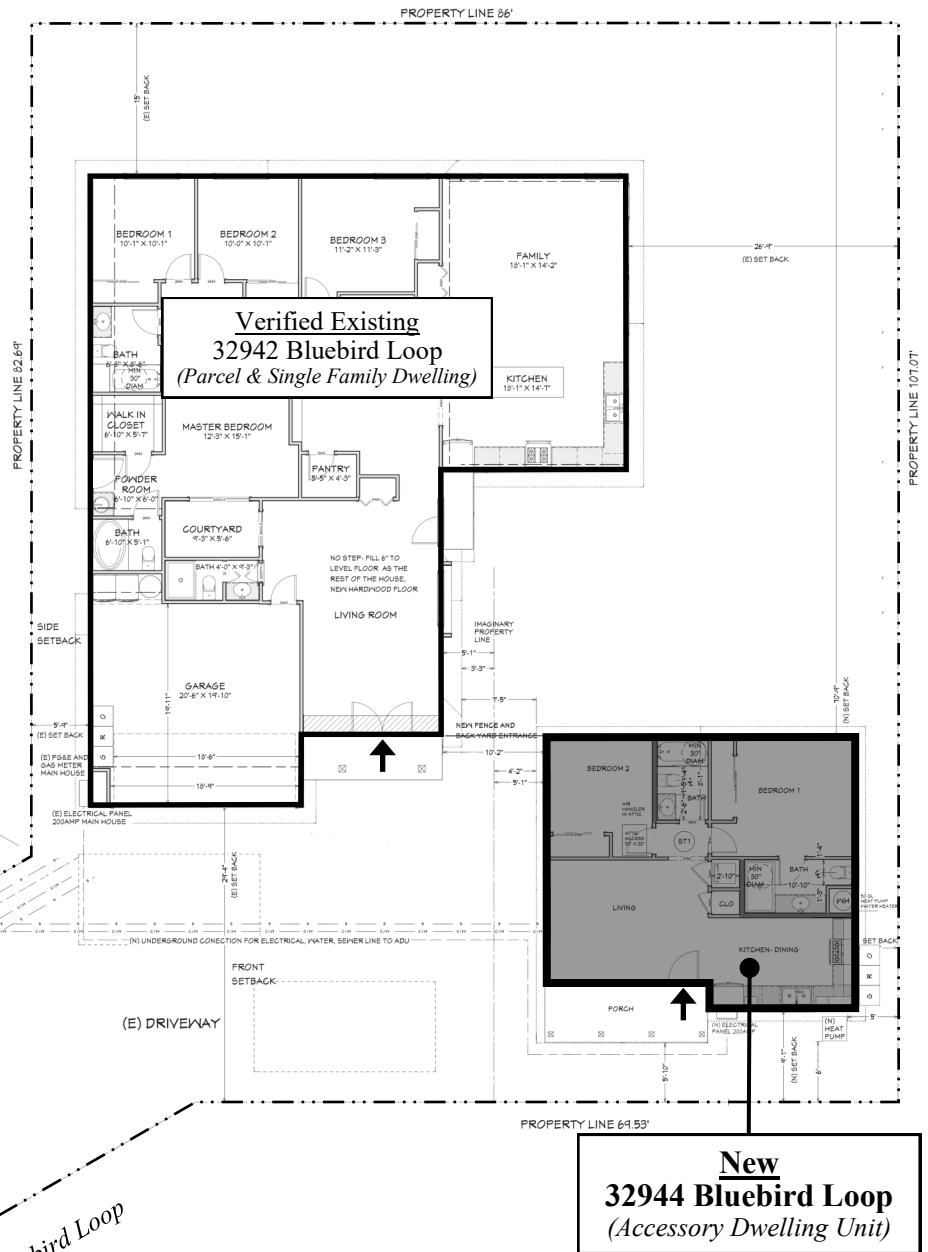 PROPERTY LINE 86'
15'
(E) SET BACK
BEDROOM 1
10'-1" X 10'-1"
BEDROOM 2
10'-0" X 10'-1"
BEDROOM 3
11'-2" X 11'-3"
FAMILY
18'-1" X 14'-2"
26'-9"
(E) SET BACK
Verified Existing
32942 Bluebird Loop
(Parcel & Single Family Dwelling)
BATH
MIN
30"
DIAM
KITCHEN
18'-1" X 14'-7"
PROPERTY LINE 82.69'
PROPERTY LINE 107.07'
WALK IN
CLOSET
6'-10" X 5'-7"
MASTER BEDROOM
12'-3" X 15'-1"
PANTRY
5'-5" X 4'-3"
POWDER
ROOM
6'-10" X 6'-0"
BATH
6'-10" X 5'-1"
COURTYARD
9'-3" X 5'-6"
BATH 4'-0" X 9'-3"
NO STEP- FILL 6" TO
LEVEL FLOOR AS THE
REST OF THE HOUSE,
NEW HARDWOOD FLOOR
LIVING ROOM
SIDE
SETBACK
IMAGINARY
PROPERTY
LINE
5'-1"
3'-3"
7'-5"
GARAGE
20'-6" X 19'-10"
19'-11"
10'-9"
(N) SET BACK
5'-9"
(E) SET BACK
G R O
(E) PG&E AND
GAS METER
MAIN HOUSE
18'-6"
18'-9"
NEW FENCE AND
BACK YARD ENTRANCE
10'-2"
4'-2"
5'-1"
(E) ELECTRICAL PANEL
200AMP MAIN HOUSE
29'-4"
(E) SET BACK
BEDROOM 2
MIN
30"
DIAM
BATH
BEDROOM 1
AIR
HANDLER
IN ATTIC
ATTIC
ACCESS
ST1
2'-10"
MIN
30"
DIAM
BATH
10'-10"
1'-4"
1'-3"
WH
50 GL
HEAT PUMP
WATER HEATER
LIVING
CLO
KITCHEN- DINING
SET BACK
G R O
(N) UNDERGROUND CONECTION FOR ELECTRICAL, WATER, SEWER LINE TO ADU
FRONT
SETBACK
(E) DRIVEWAY
PORCH
(N) ELECTRICAL
PANEL 200AMP
(N)
HEAT
PUMP
5'
5'-10"
9'-1"
(N) SET BACK
6'
PROPERTY LINE 69.53'
New
32944 Bluebird Loop
(Accessory Dwelling Unit)
bird Loop